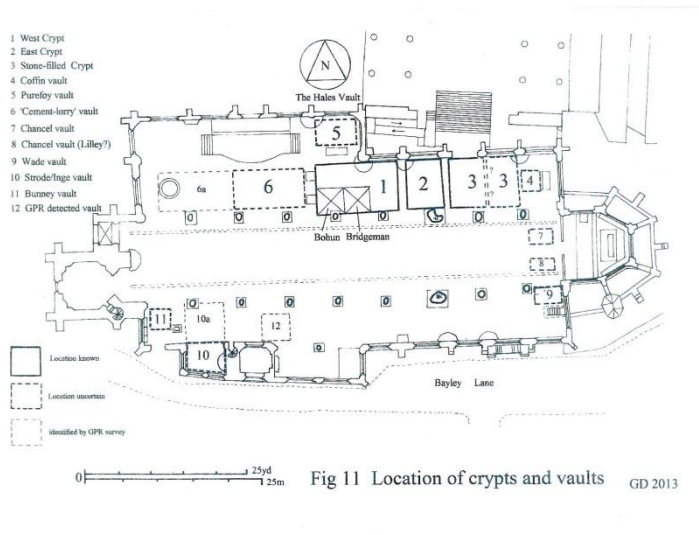 1 West Crypt
2 East Crypt
3 Stone-filled Crypt
4 Coffin vault
5 Purefoy vault
6 'Cement-lorry' vault
7 Chancel vault
8 Chancel vault (Lilley?)
9 Wade vault
10 Strode/Inge vault
11 Bunney vault
12 GPR detected vault
N
The Hales Vault
5
6a
6
1
2
3
?
?
3
4
Bohun Bridgeman
7
8
9
11
10a
12
10
Location known
Location uncertain
identified by GPR survey
Bayley Lane
0
25yd
25m
Fig 11 Location of crypts and vaults
GD 2013